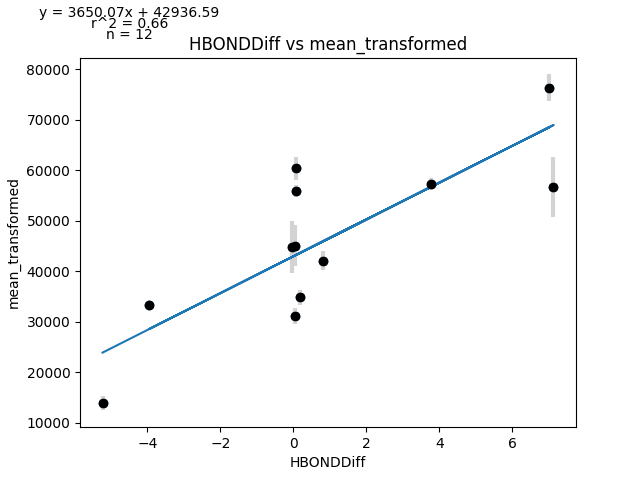 y = 3650.07x + 42936.59
r^2 = 0.66
n = 12
HBONDDiff vs mean_transformed
80000
70000
60000
50000
40000
30000
20000
10000
mean_transformed
−4
−2
0
2
4
6
HBONDDiff